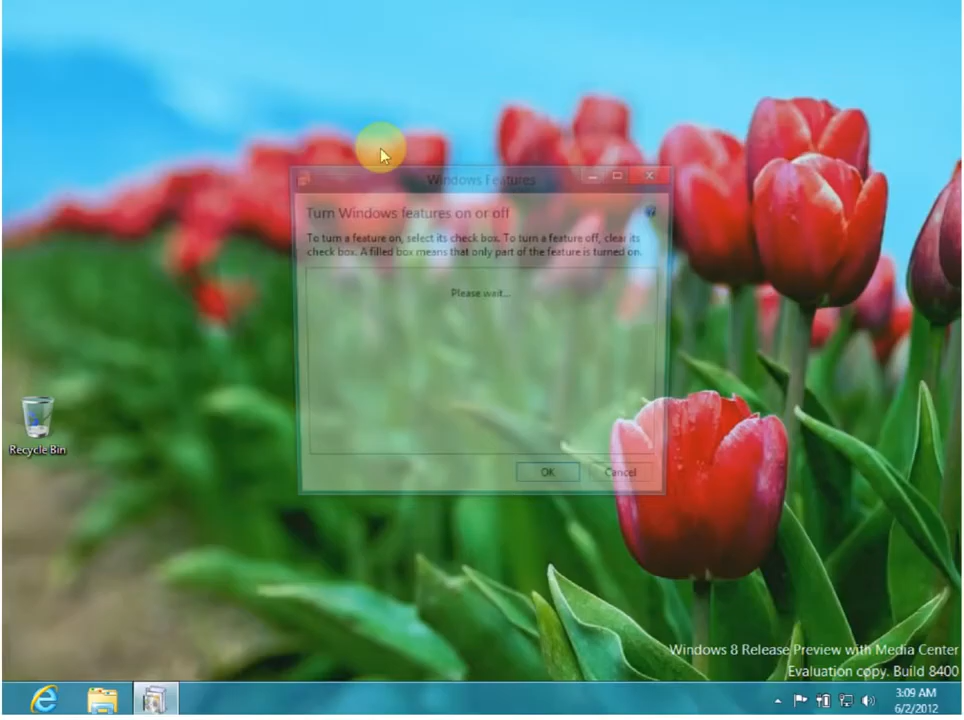 Windows Features
Turn Windows features on or off
To turn a feature on, select its check box. To turn a feature off, clear its
check box. A filled box means that only part of the feature is turned on.
Please wait...
OK
Cancel
Recycle Bin
Windows 8 Release Preview with Media Center
Evaluation copy. Build 8400
3:09 AM
6/2/2012